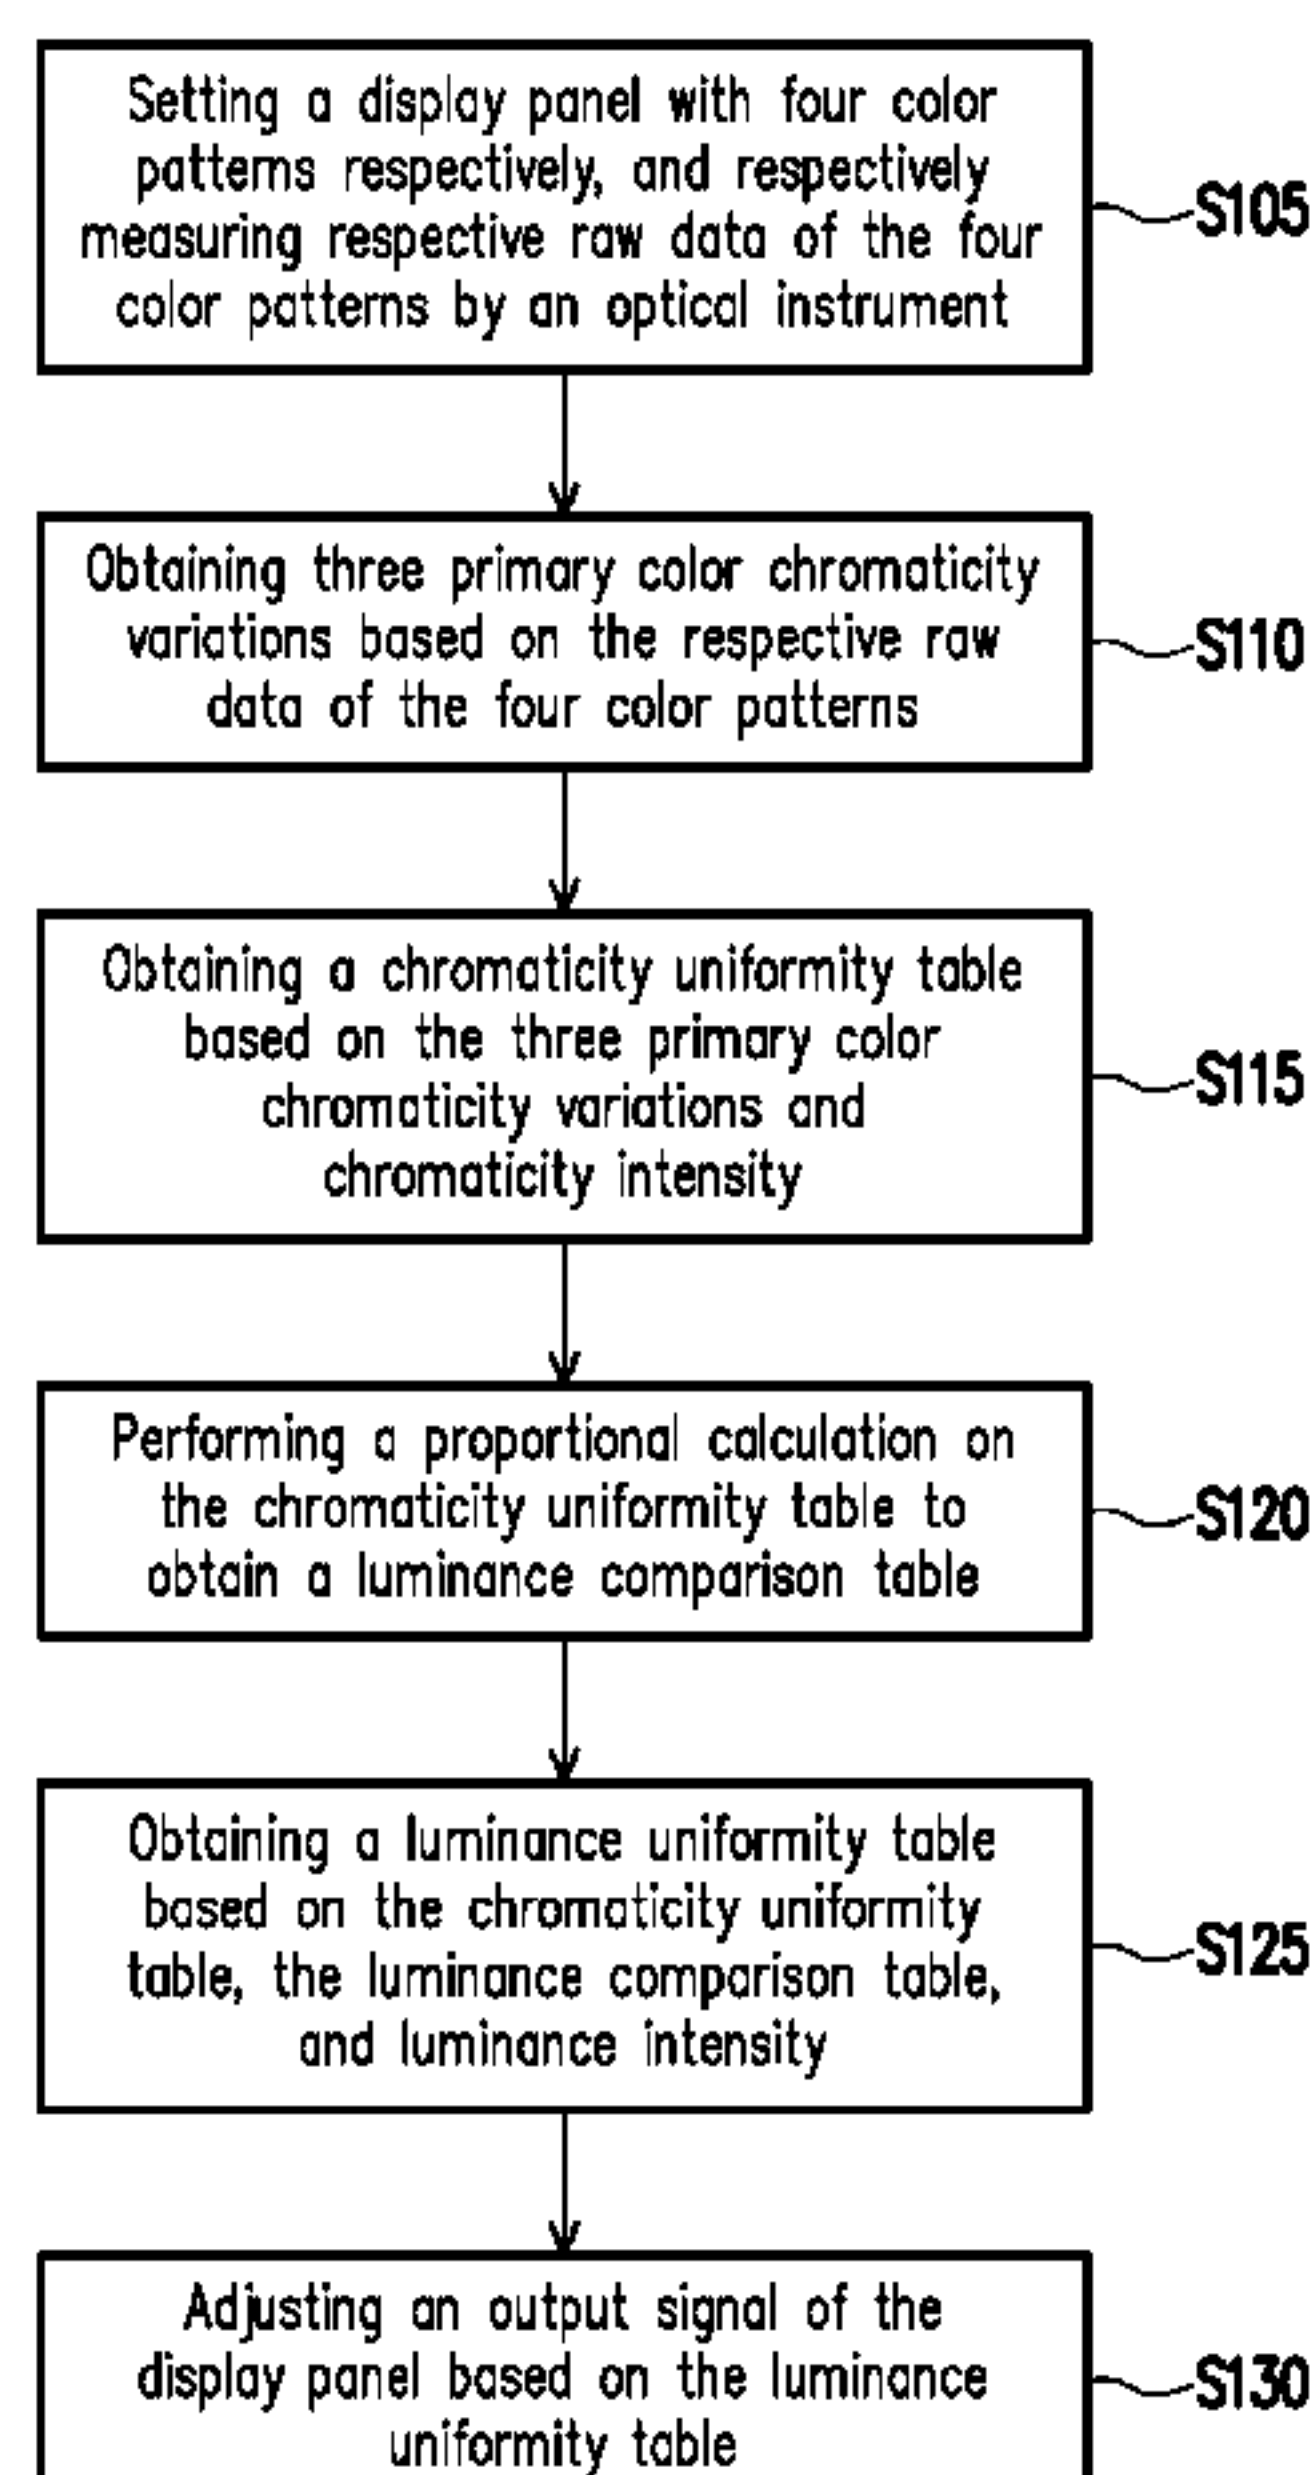 Setting a display panel with four color
patterns respectively, and respectively
measuring respective raw data of the four
color patterns by an optical instrument
S105
Obtaining three primary color chromaticity
variations based on the respective raw
data of the four color patterns
S110
Obtaining a chromaticity uniformity table
based on the three primary color
chromaticity variations and
chromaticity intensity
S115
Performing a proportional calculation on
the chromaticity uniformity table to
obtain a luminance comparison table
S120
Obtaining a luminance uniformity table
based on the chromaticity uniformity
table, the luminance comparison table,
and luminance intensity
S125
Adjusting an output signal of the
display panel based on the luminance
uniformity table
S130